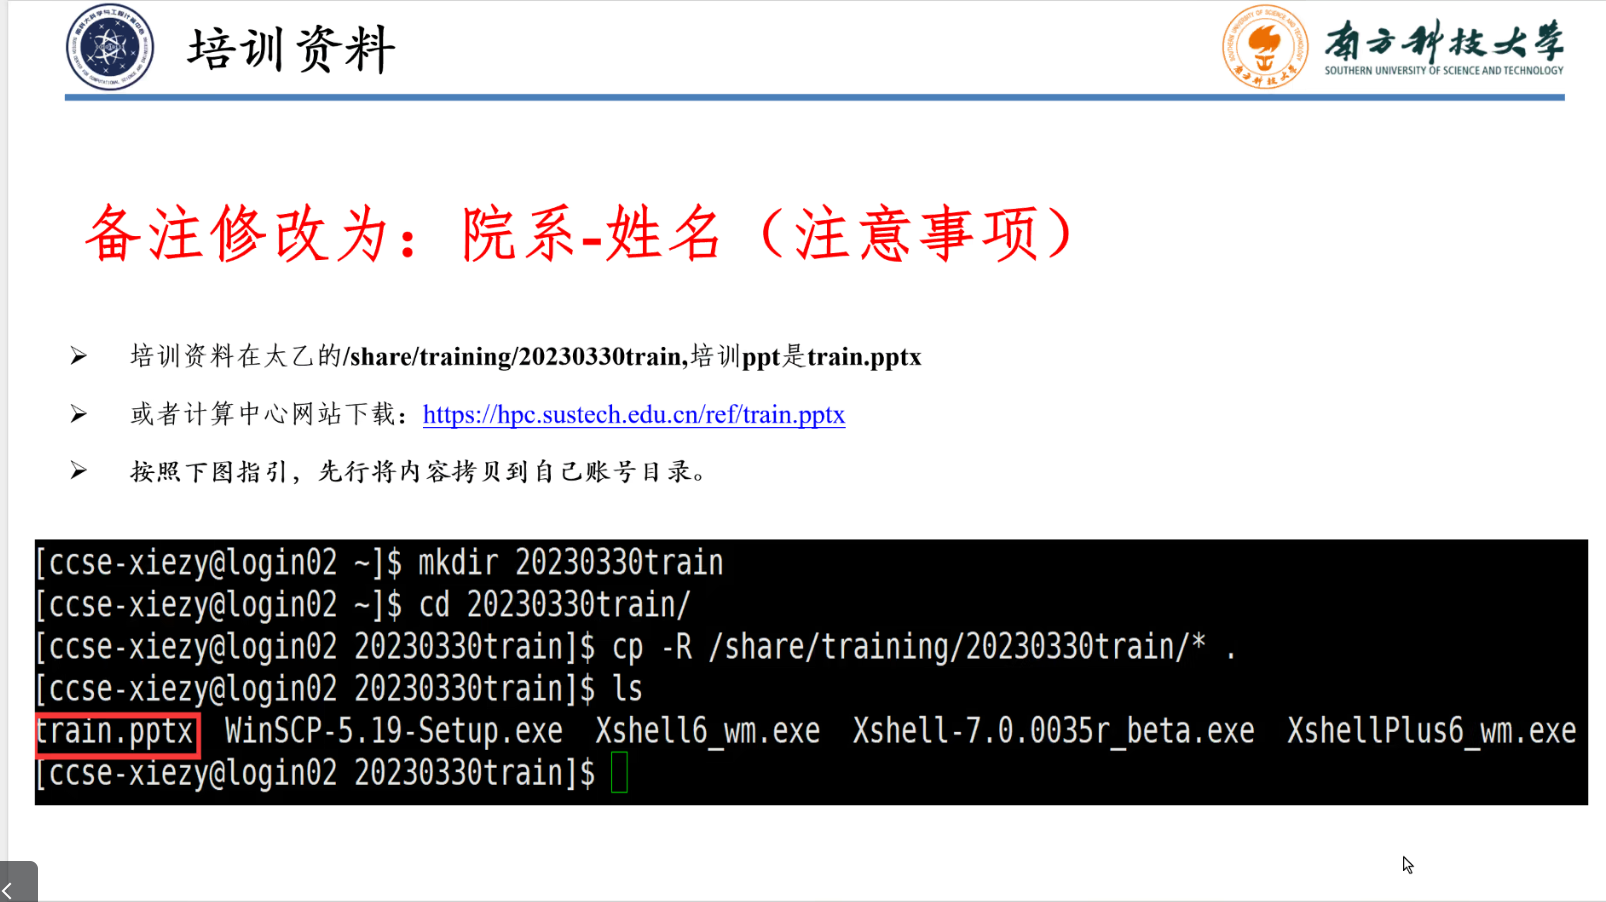 培训资料
南方科技大学
SOUTHERN UNIVERSITY OF SCIENCE AND TECHNOLOGY
备注修改为：院系-姓名（注意事项）
培训资料在太乙的/share/training/20230330train,培训ppt是train.pptx
或者计算中心网站下载：https://hpc.sustech.edu.cn/ref/train.pptx
按照下图指引，先行将内容拷贝到自己账号目录。
[ccse-xiezy@login02 ~]$ mkdir 20230330train
[ccse-xiezy@login02 ~]$ cd 20230330train/
[ccse-xiezy@login02 20230330train]$ cp -R /share/training/20230330train/* .
[ccse-xiezy@login02 20230330train]$ ls
train.pptx WinSCP-5.19-Setup.exe Xshell6_wm.exe Xshell-7.0.0035r_beta.exe XshellPlus6_wm.exe
[ccse-xiezy@login02 20230330train]$